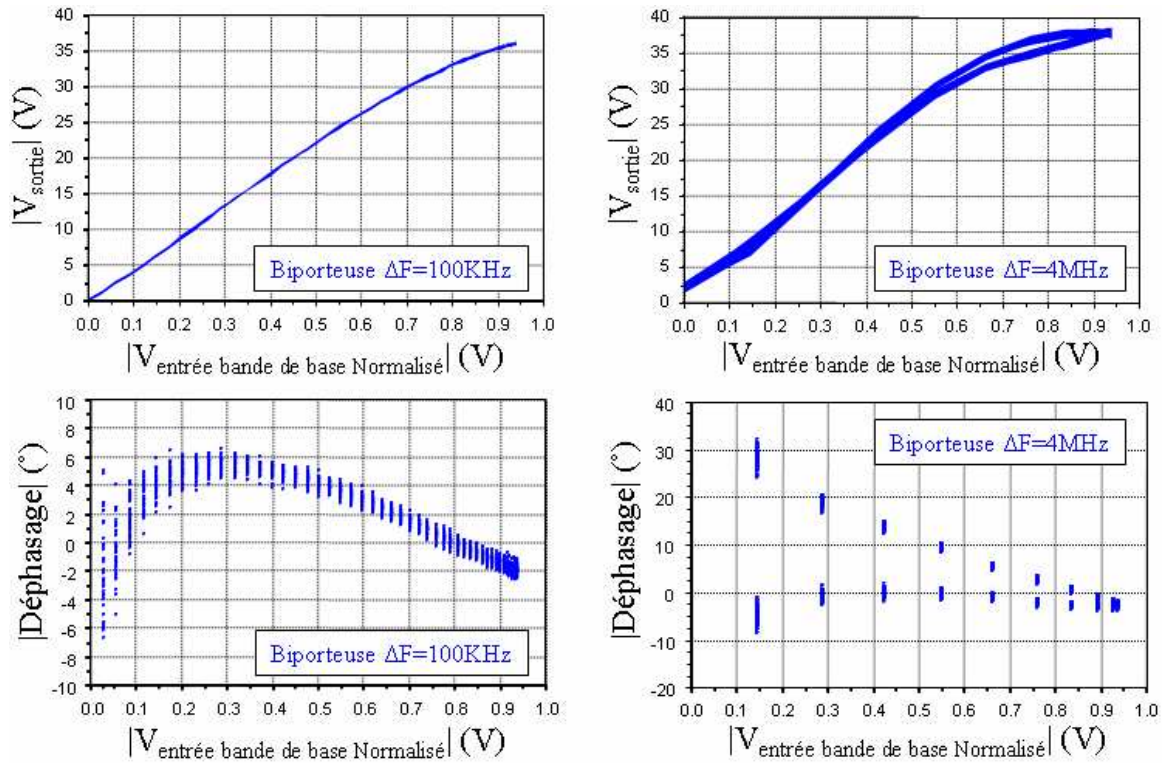 40
35
30
25
20
15
10
5
0
|Vsortie| (V)
Biporteuse ΔF=100KHz
0.0 0.1 0.2 0.3 0.4 0.5 0.6 0.7 0.8 0.9 1.0
|Ventrée bande de base Normalisé| (V)
40
35
30
25
20
15
10
5
0
|Vsortie| (V)
Biporteuse ΔF=4MHz
0.0 0.1 0.2 0.3 0.4 0.5 0.6 0.7 0.8 0.9 1.0
|Ventrée bande de base Normalisé| (V)
10
8
6
4
2
0
-2
-4
-6
-8
-10
|Déphasage| (°)
Biporteuse ΔF=100KHz
0.0 0.1 0.2 0.3 0.4 0.5 0.6 0.7 0.8 0.9 1.0
|Ventrée bande de base Normalisé| (V)
40
30
20
10
0
-10
-20
|Déphasage| (°)
Biporteuse ΔF=4MHz
0.0 0.1 0.2 0.3 0.4 0.5 0.6 0.7 0.8 0.9 1.0
|Ventrée bande de base Normalisé| (V)